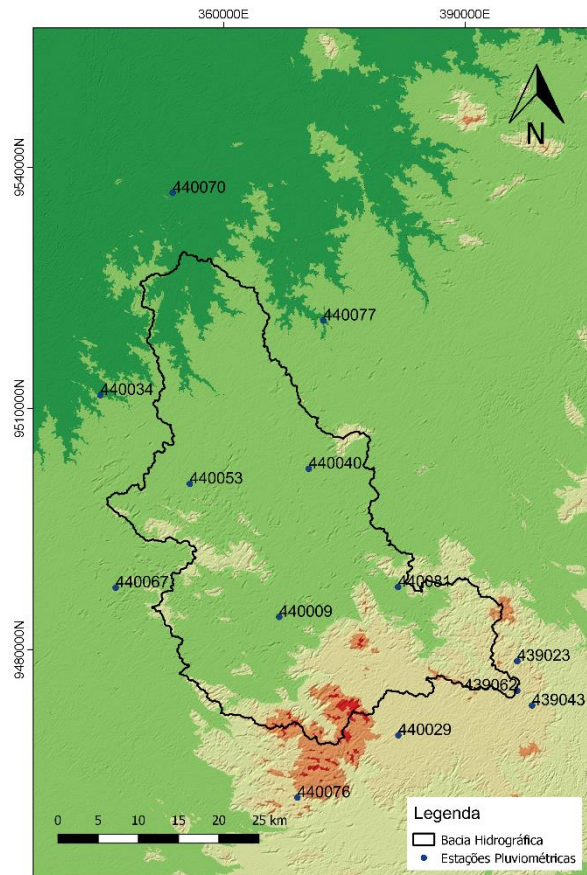 360000E 390000E
N
9540000N
440070
440077
9510000N
440034
440040
440053
440067
440081
440009
9480000N
439023
439062
439043
440029
440076
0 5 10 15 20 25 km
Legenda
Bacia Hidrográfica
Estações Pluviométricas